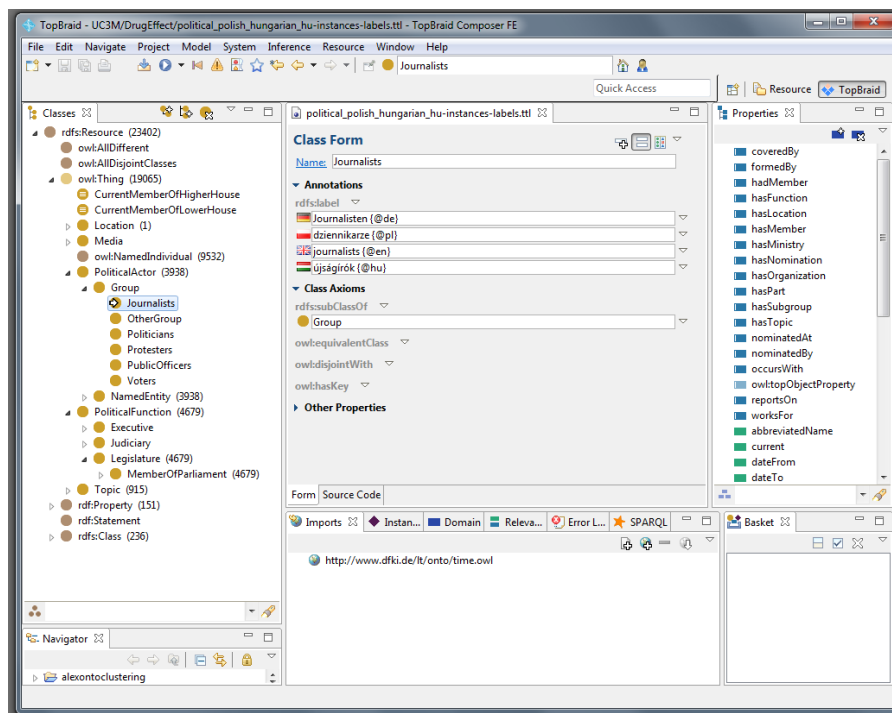 TopBraid - UC3M/DrugEffect/political_polish_hungarian_hu-instances-labels.ttl - TopBraid Composer FE
File Edit Navigate Project Model System Inference Resource Window Help
Journalists
Quick Access
Resource
TopBraid
Classes
rdfs:Resource (23402)
owl:AllDifferent
owl:AllDisjointClasses
owl:Thing (19065)
CurrentMemberOfHigherHouse
CurrentMemberOfLowerHouse
Location (1)
Media
owl:NamedIndividual (9532)
PoliticalActor (3938)
Group
Journalists
OtherGroup
Politicians
Protesters
PublicOfficers
Voters
NamedEntity (3938)
PoliticalFunction (4679)
Executive
Judiciary
Legislature (4679)
MemberOfParliament (4679)
Topic (915)
rdf:Property (151)
rdf:Statement
rdfs:Class (236)
Navigator
alexontoclustering
political_polish_hungarian_hu-instances-labels.ttl
Class Form
Name: Journalists
Annotations
rdfs:label
Journalisten {@de}
dziennikarze {@pl}
journalists {@en}
újságírók {@hu}
Class Axioms
rdfs:subClassOf
Group
owl:equivalentClass
owl:disjointWith
owl:hasKey
Other Properties
Form Source Code
Imports Instan... Domain Releva... Error L... SPARQL
http://www.dfki.de/lt/onto/time.owl
Properties
coveredBy
formedBy
hadMember
hasFunction
hasLocation
hasMember
hasMinistry
hasNomination
hasOrganization
hasPart
hasSubgroup
hasTopic
nominatedAt
nominatedBy
occursWith
owl:topObjectProperty
reportsOn
worksFor
abbreviatedName
current
dateFrom
dateTo
Basket